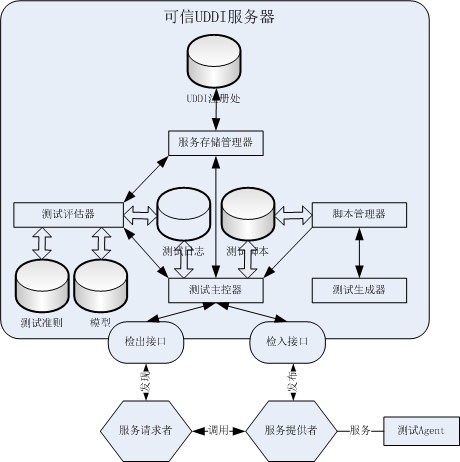 可信UDDI服务器
UDDI注册处
服务存储管理器
测试评估器
脚本管理器
测试日志
测试脚本
测试主控器
测试生成器
测试准则
模型
检出接口
检入接口
发现
发布
服务请求者
调用
服务提供者
服务
测试Agent